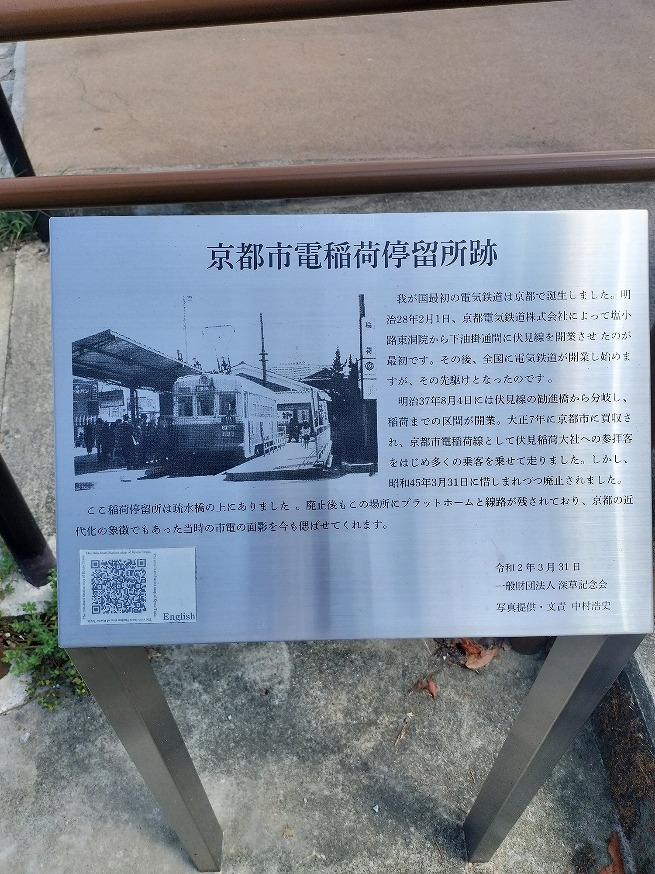 京都市電稲荷停留所跡
我が国最初の電気鉄道は京都で誕生しました。明
治28年2月1日、京都電気鉄道株式会社によって塩小
路東洞院から下油掛通間に伏見線を開業させ たのが
最初です。その後、全国に電気鉄道が開業し始めま
すが、その先駆けとなったのです。
明治37年8月4日には伏見線の勧進橋から分岐し、
稲荷までの区間が開業。大正7年に京都市に買収さ
れ、京都市電稲荷線として伏見稲荷大社への参拝客
をはじめ多くの乗客を乗せて走りました。しかし、
昭和45年3月31日に惜しまれつつ廃止されました。
ここ稲荷停留所は疏水橋の上にありました 。廃止後もこの場所にプラットホームと線路が残されており、京都の近
代化の象徴でもあった当時の市電の面影を今も偲ばせてくれます。
English
令和2年3月31日
一般財団法人 深草記念会
写真提供・文責 中村浩史